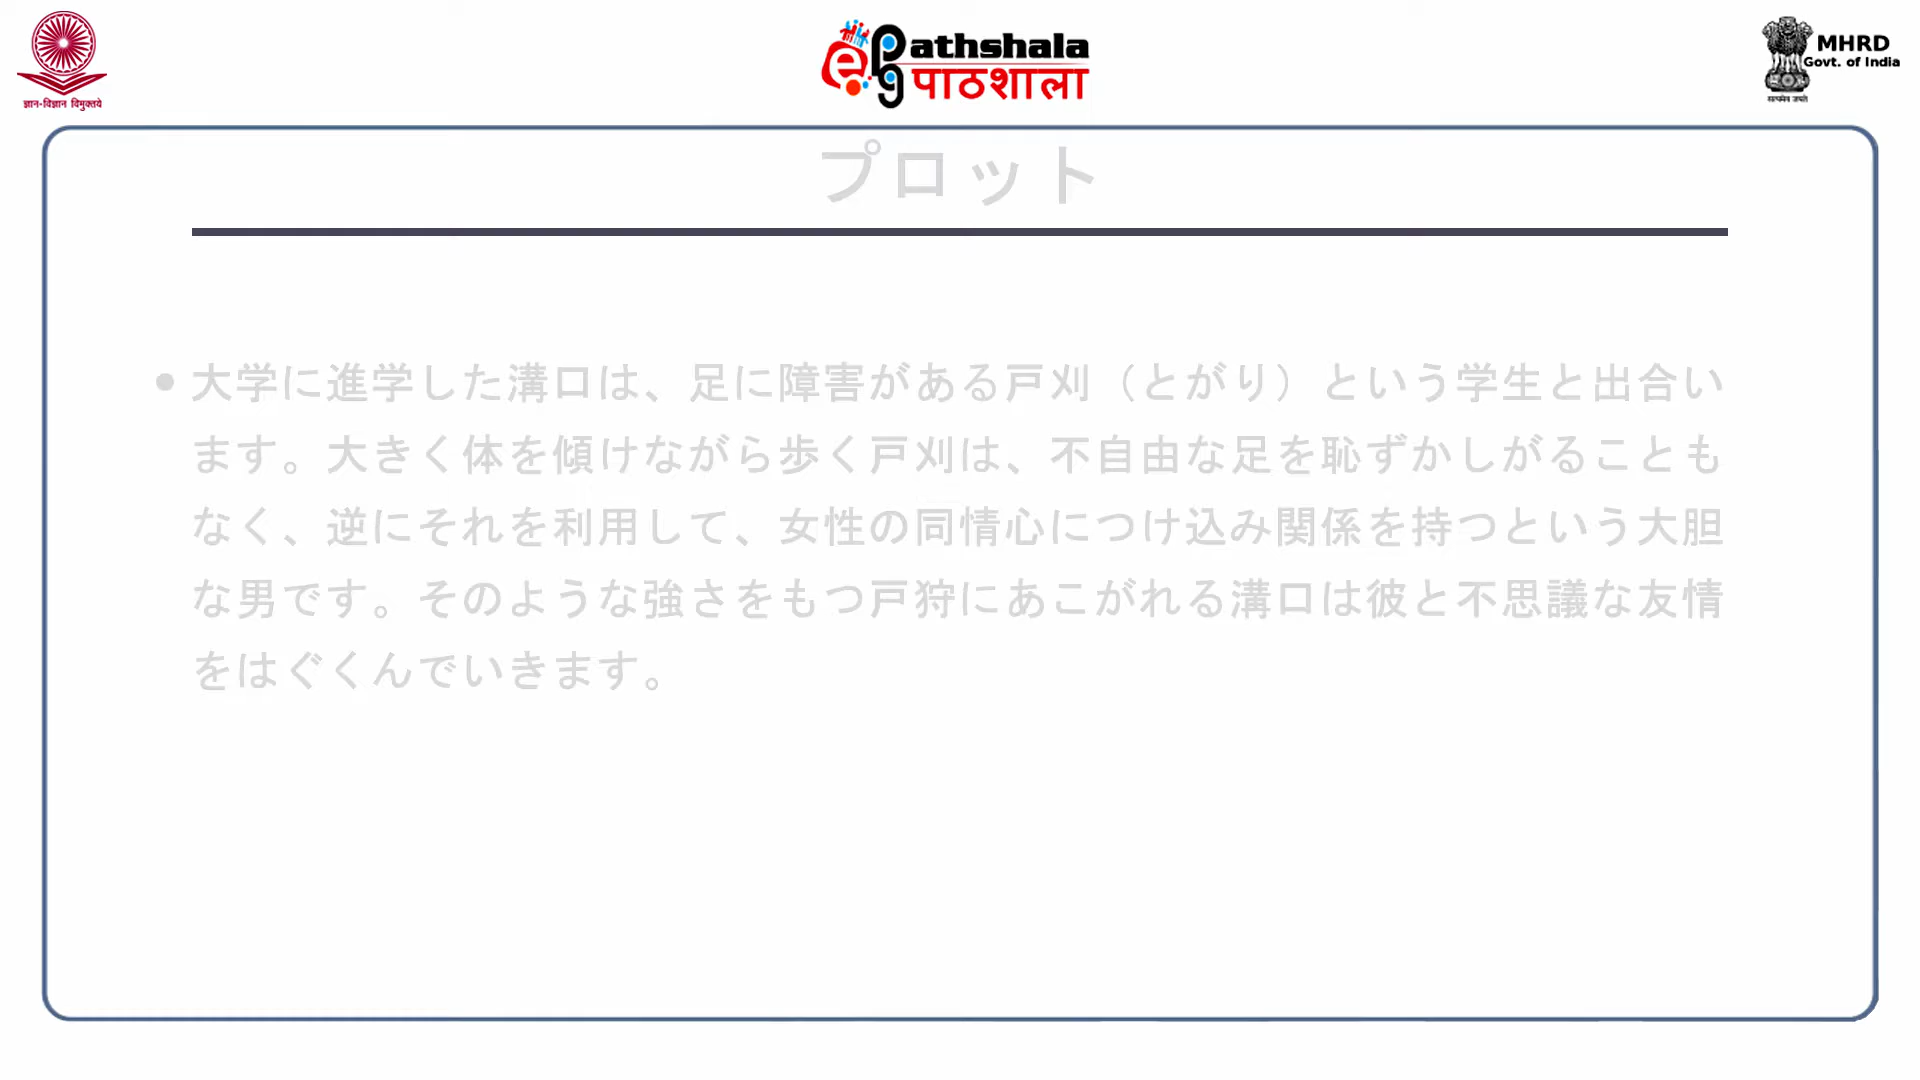 ज्ञान-विज्ञान विमुक्तये
ePG Pathshala
पाठशाला
MHRD
Govt. of India
सत्यमेव जयते
プロット
• 大学に進学した溝口は、足に障害がある戸刈（とがり）という学生と出合い
ます。大きく体を傾けながら歩く戸刈は、不自由な足を恥ずかしがることも
なく、逆にそれを利用して、女性の同情心につけ込み関係を持つという大胆
な男です。そのような強さをもつ戸狩にあこがれる溝口は彼と不思議な友情
をはぐくんでいきます。